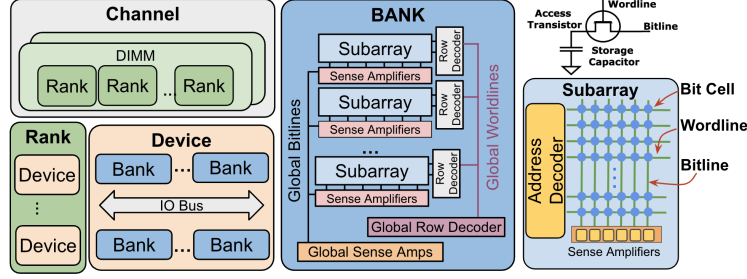 Channel
DIMM
Rank
Rank
...
Rank
Rank
Device
...
Device
Device
Bank
...
Bank
IO Bus
Bank
...
Bank
BANK
Global Bitlines
Subarray
Sense Amplifiers
Row
Decoder
Subarray
Sense Amplifiers
Row
Decoder
...
Subarray
Sense Amplifiers
Row
Decoder
Global Worldlines
Global Row Decoder
Global Sense Amps
Wordline
Access
Transistor
Bitline
Storage
Capacitor
Subarray
Address
Decoder
Bit Cell
Wordline
Bitline
Sense Amplifiers